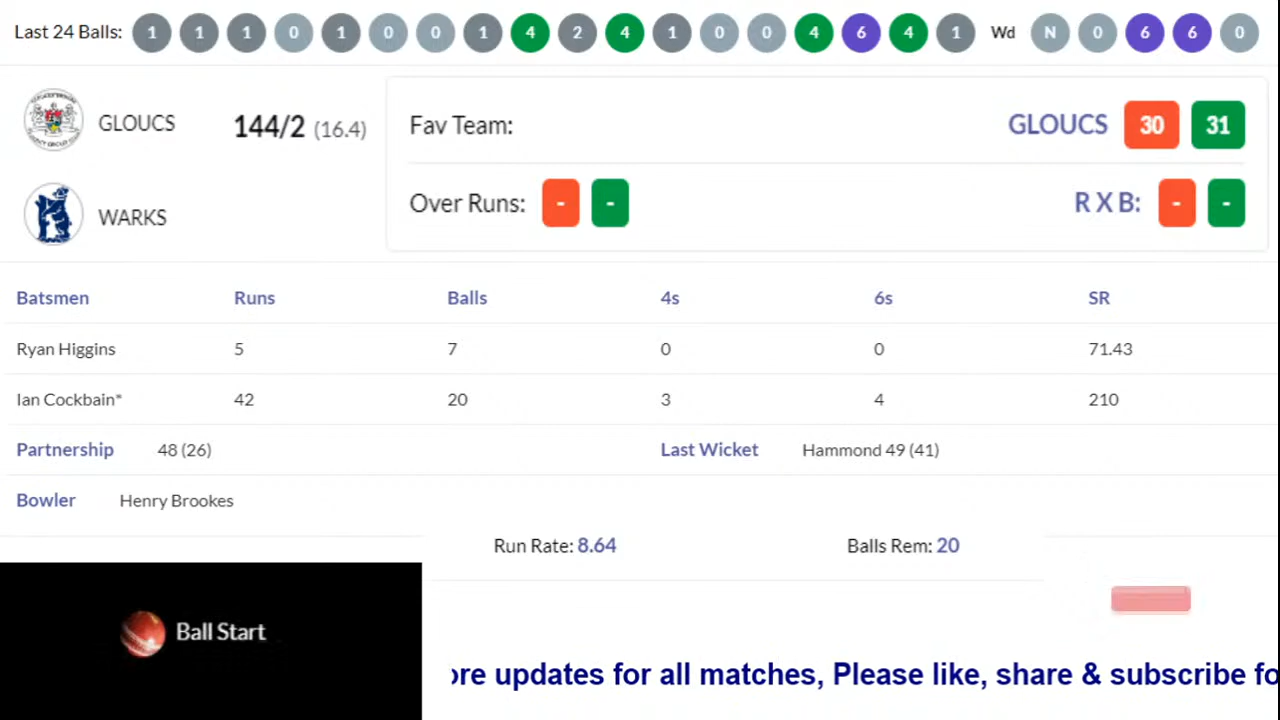 Last 24 Balls: 1 1 1 0 1 0 0 1 4 2 4 1 0 0 4 6 4 1 Wd N 0 6 6 0
GLOUCS 144/2 (16.4)
Fav Team: GLOUCS 30 31
WARKS
Over Runs: - - R X B: - -
Batsmen Runs Balls 4s 6s SR
Ryan Higgins 5 7 0 0 71.43
Ian Cockbain* 42 20 3 4 210
Partnership 48 (26) Last Wicket Hammond 49 (41)
Bowler Henry Brookes
Run Rate: 8.64 Balls Rem: 20
Ball Start
ore updates for all matches, Please like, share & subscribe fo